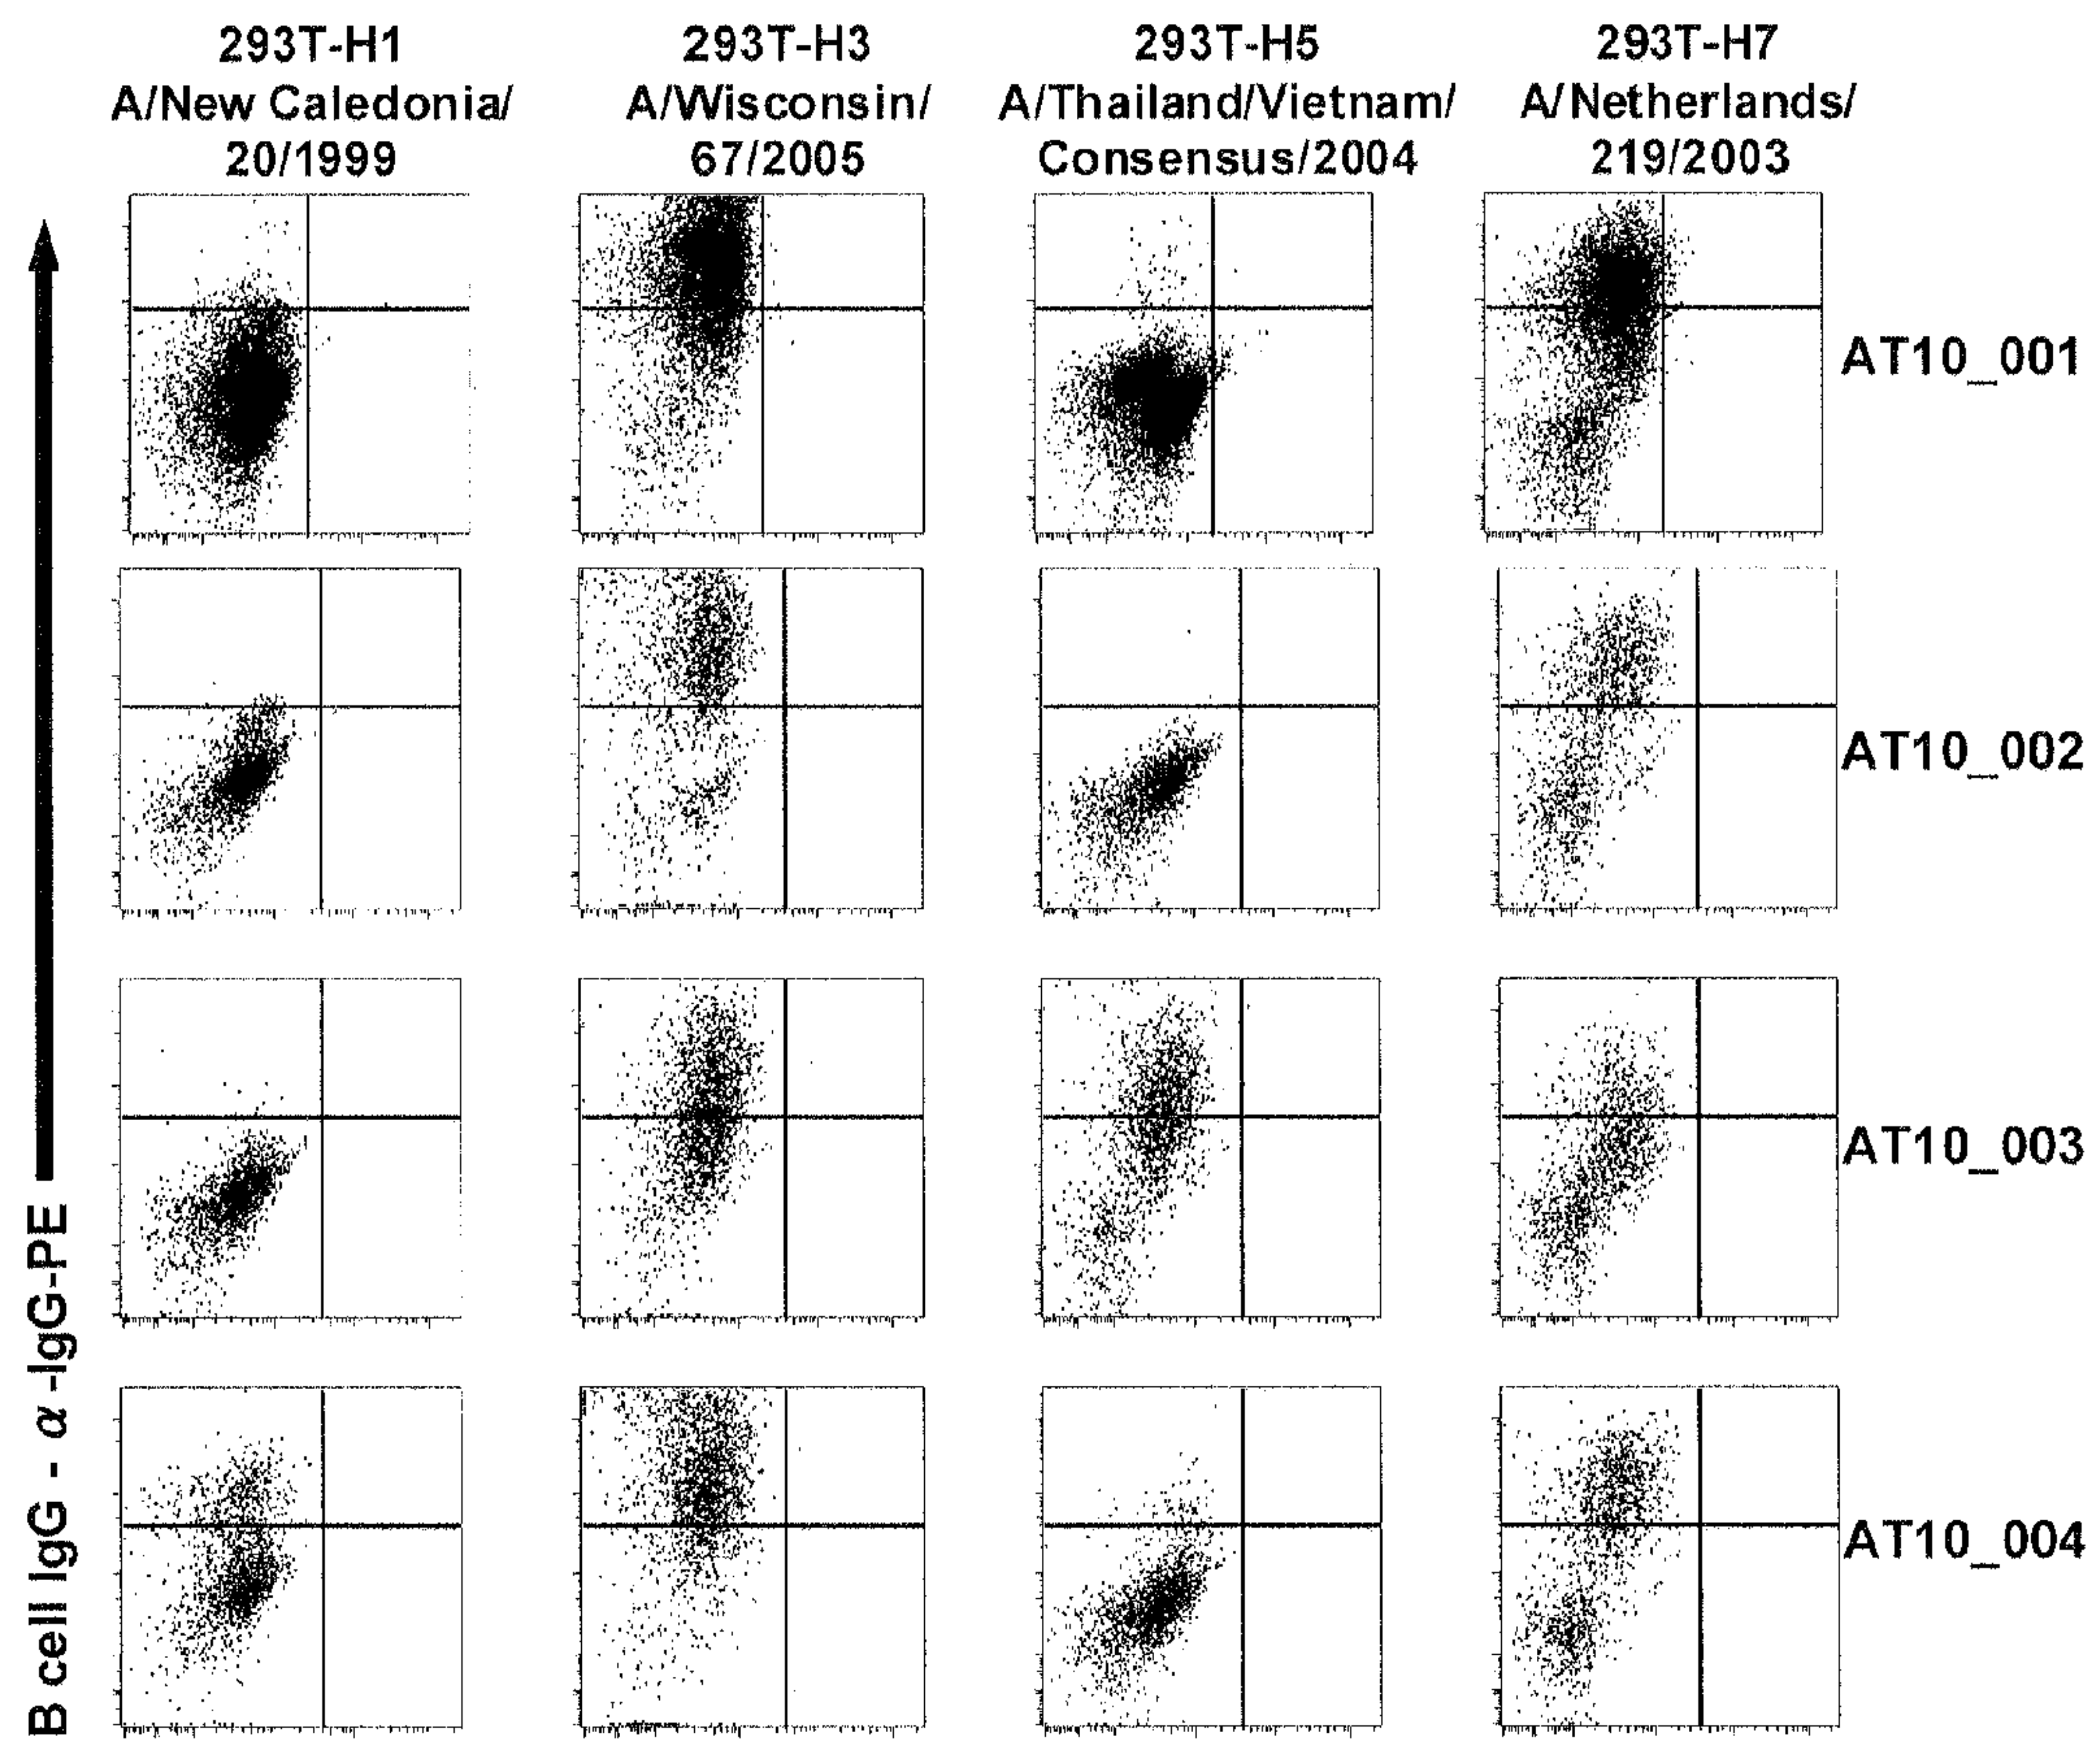 293T-H1
A/New Caledonia/
20/1999
293T-H3
A/Wisconsin/
67/2005
293T-H5
A/Thailand/Vietnam/
Consensus/2004
293T-H7
A/Netherlands/
219/2003
AT10_001
AT10_002
AT10_003
AT10_004
B cell IgG - α-IgG-PE